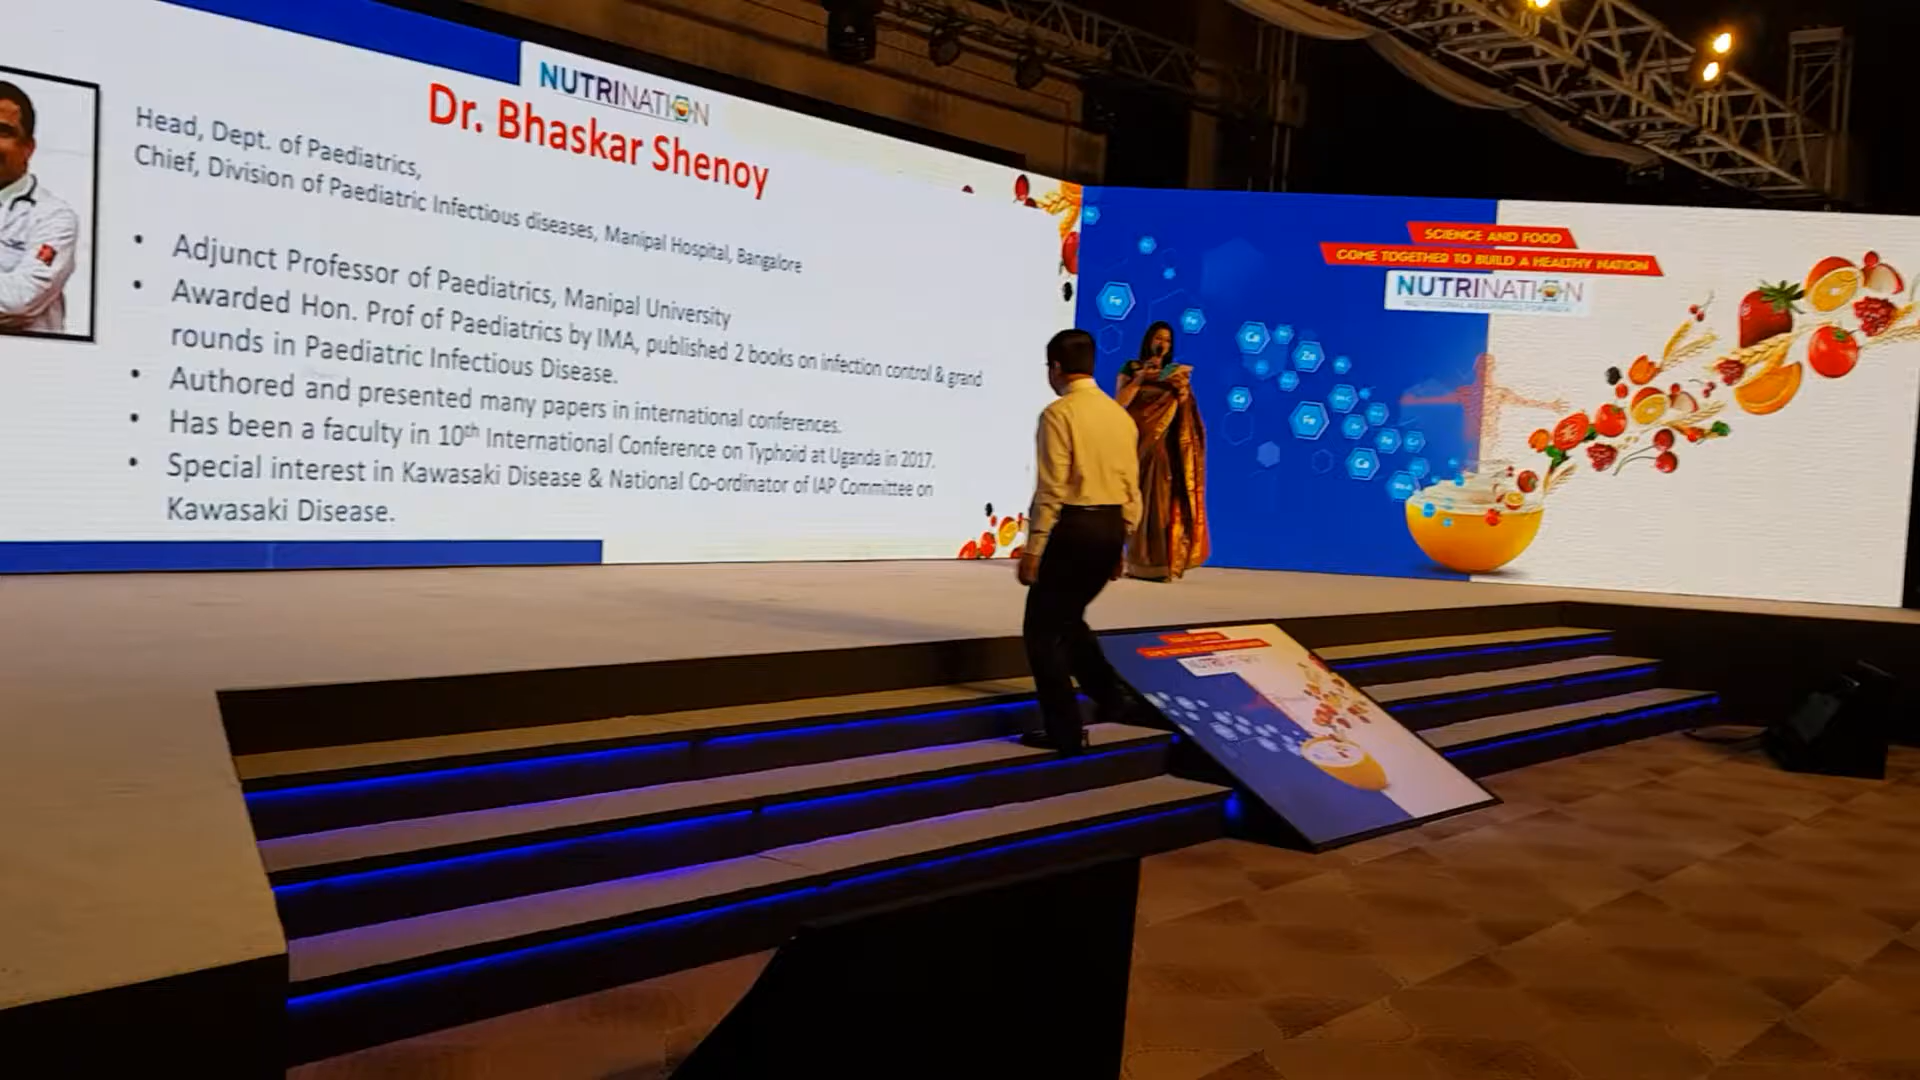 NUTRINATION
Dr. Bhaskar Shenoy
Head, Dept. of Paediatrics,
Chief, Division of Paediatric Infectious diseases, Manipal Hospital, Bangalore
• Adjunct Professor of Paediatrics, Manipal University
• Awarded Hon. Prof of Paediatrics by IMA, published 2 books on infection control & grand
rounds in Paediatric Infectious Disease.
• Authored and presented many papers in international conferences.
• Has been a faculty in 10th International Conference on Typhoid at Uganda in 2017.
• Special interest in Kawasaki Disease & National Co-ordinator of IAP Committee on
Kawasaki Disease.
SCIENCE AND FOOD
COME TOGETHER TO BUILD A HEALTHY NATION
NUTRINATION
Fe
Fe
Ca
Zn
Ca
Fe
Ca